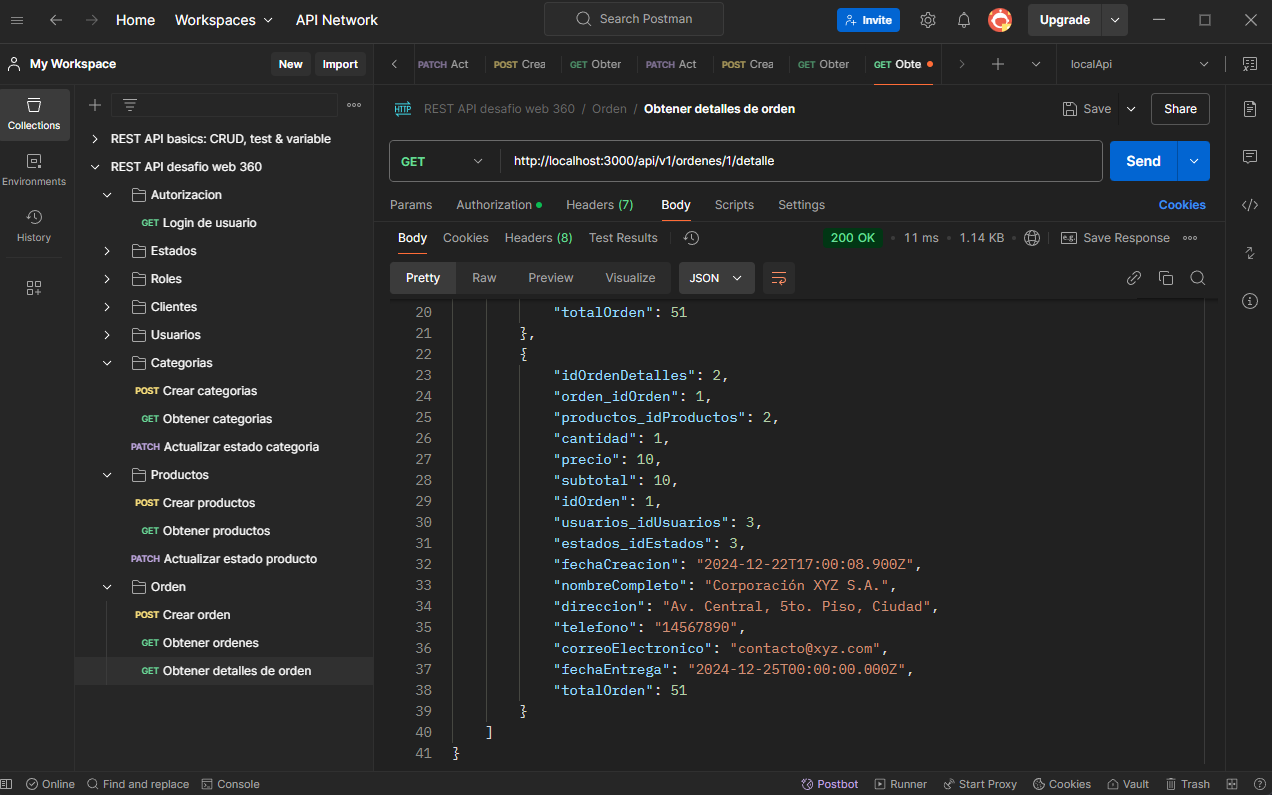 Home Workspaces API Network Search Postman Invite Upgrade
My Workspace New Import PATCH Act POST Crea GET Obter PATCH Act POST Crea GET Obter GET Obte localApi
Collections
Environments
History
REST API basics: CRUD, test & variable
REST API desafio web 360
Autorizacion
GET Login de usuario
Estados
Roles
Clientes
Usuarios
Categorias
POST Crear categorias
GET Obtener categorias
PATCH Actualizar estado categoria
Productos
POST Crear productos
GET Obtener productos
PATCH Actualizar estado producto
Orden
POST Crear orden
GET Obtener ordenes
GET Obtener detalles de orden
HTTP REST API desafio web 360 / Orden / Obtener detalles de orden Save Share
GET http://localhost:3000/api/v1/ordenes/1/detalle Send
Params Authorization Headers (7) Body Scripts Settings Cookies
Body Cookies Headers (8) Test Results 200 OK 11 ms 1.14 KB e.g. Save Response
Pretty Raw Preview Visualize JSON
20 "totalOrden": 51
21 },
22 {
23 "idOrdenDetalles": 2,
24 "orden_idOrden": 1,
25 "productos_idProductos": 2,
26 "cantidad": 1,
27 "precio": 10,
28 "subtotal": 10,
29 "idOrden": 1,
30 "usuarios_idUsuarios": 3,
31 "estados_idEstados": 3,
32 "fechaCreacion": "2024-12-22T17:00:08.900Z",
33 "nombreCompleto": "Corporación XYZ S.A.",
34 "direccion": "Av. Central, 5to. Piso, Ciudad",
35 "telefono": "14567890",
36 "correoElectronico": "contacto@xyz.com",
37 "fechaEntrega": "2024-12-25T00:00:00.000Z",
38 "totalOrden": 51
39 }
40 ]
41 }
Online Find and replace Console Postbot Runner Start Proxy Cookies Vault Trash